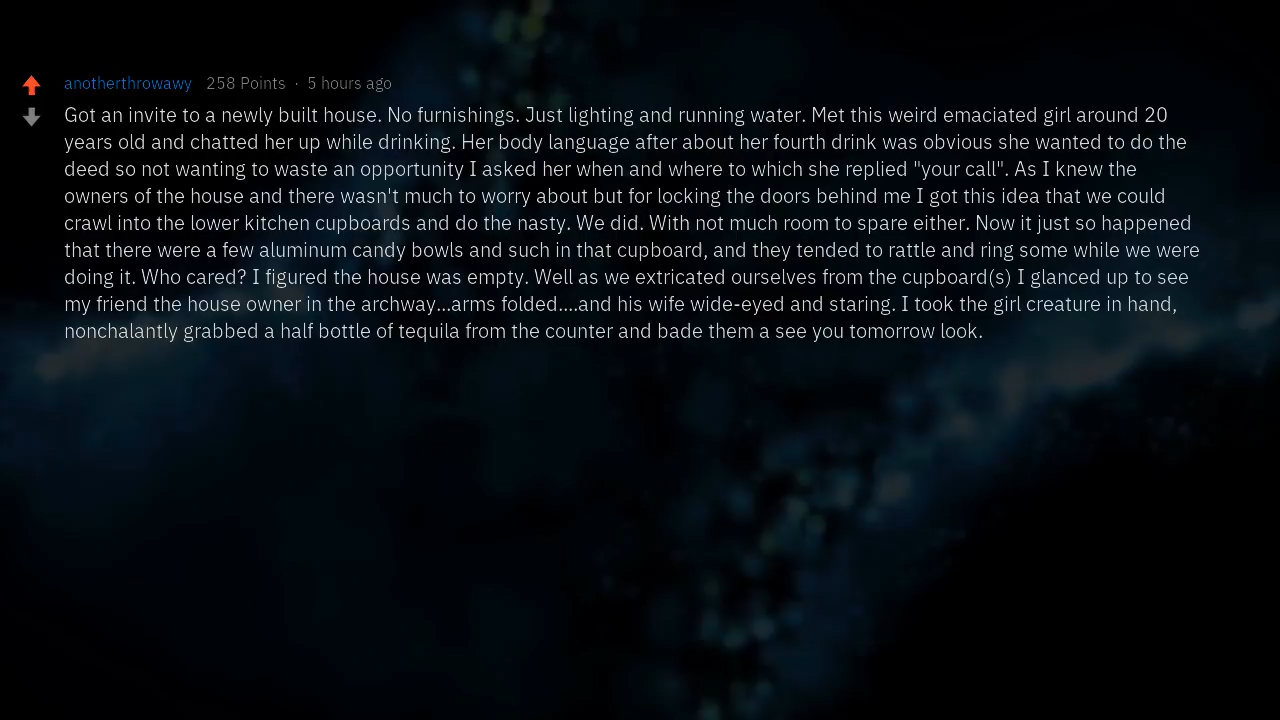 anotherthrowawy 258 Points · 5 hours ago
Got an invite to a newly built house. No furnishings. Just lighting and running water. Met this weird emaciated girl around 20
years old and chatted her up while drinking. Her body language after about her fourth drink was obvious she wanted to do the
deed so not wanting to waste an opportunity I asked her when and where to which she replied "your call". As I knew the
owners of the house and there wasn't much to worry about but for locking the doors behind me I got this idea that we could
crawl into the lower kitchen cupboards and do the nasty. We did. With not much room to spare either. Now it just so happened
that there were a few aluminum candy bowls and such in that cupboard, and they tended to rattle and ring some while we were
doing it. Who cared? I figured the house was empty. Well as we extricated ourselves from the cupboard(s) I glanced up to see
my friend the house owner in the archway...arms folded....and his wife wide-eyed and staring. I took the girl creature in hand,
nonchalantly grabbed a half bottle of tequila from the counter and bade them a see you tomorrow look.